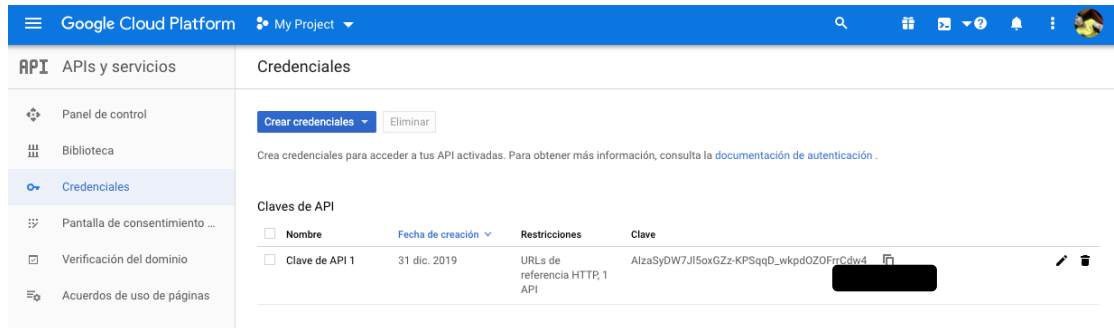 Google Cloud Platform My Project
API APIs y servicios
Credenciales
Panel de control
Biblioteca
Credenciales
Pantalla de consentimiento ...
Verificación del dominio
Acuerdos de uso de páginas
Crear credenciales Eliminar
Crea credenciales para acceder a tus API activadas. Para obtener más información, consulta la documentación de autenticación .
Claves de API
Nombre Fecha de creación Restricciones Clave
Clave de API 1 31 dic. 2019 URLs de
referencia HTTP, 1
API